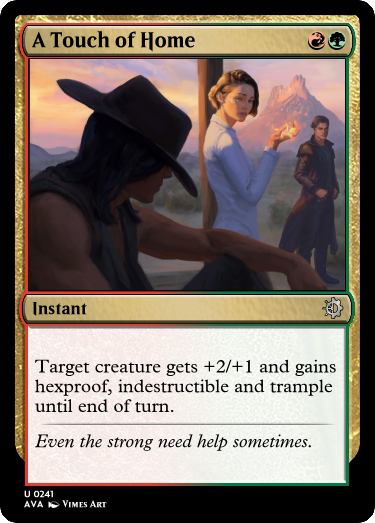 A Touch of Home
Instant
Target creature gets +2/+1 and gains
hexproof, indestructible and trample
until end of turn.
Even the strong need help sometimes.
U 0241
AVA Vimes Art